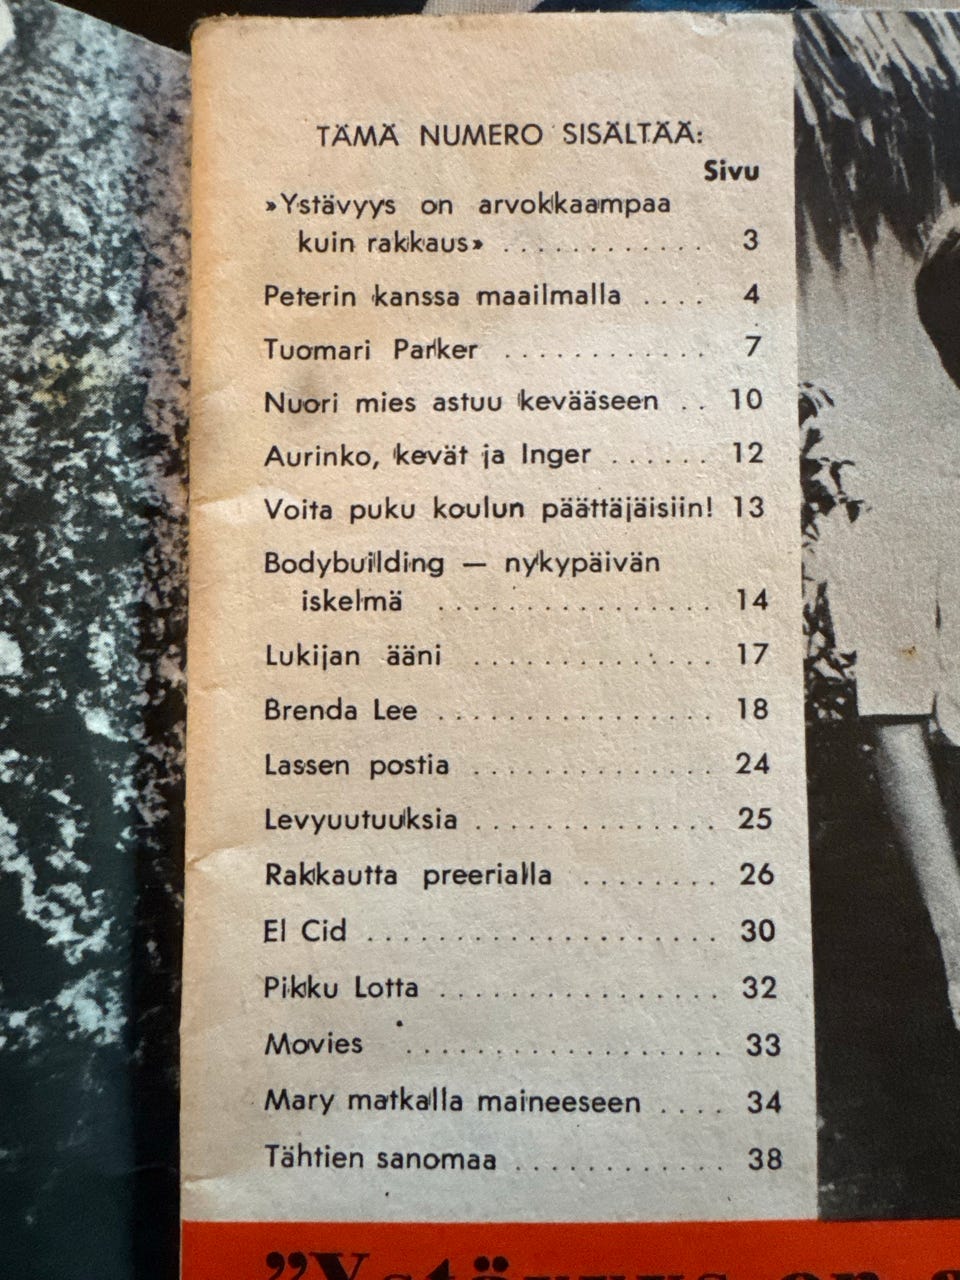 TÄMÄ NUMERO SISÄLTÄÄ:
Sivu
»Ystävyys on arvokkaampaa
kuin rakkaus» . . . . . . . . . . . 3
Peterin kanssa maailmalla . . . . 4
Tuomari Parker . . . . . . . . . . . . 7
Nuori mies astuu kevääseen . . 10
Aurinko, kevät ja Inger . . . . . . 12
Voita puku koulun päättäjäisiin! 13
Bodybuilding — nykypäivän
iskelmä . . . . . . . . . . . . . . . . 14
Lukijan ääni . . . . . . . . . . . . . . 17
Brenda Lee . . . . . . . . . . . . . . . . 18
Lassen postia . . . . . . . . . . . . . . 24
Levyuutuuksia . . . . . . . . . . . . . . 25
Rakkautta preerialla . . . . . . . . 26
El Cid . . . . . . . . . . . . . . . . . . . . 30
Pikku Lotta . . . . . . . . . . . . . . . . 32
Movies . . . . . . . . . . . . . . . . . . 33
Mary matkalla maineeseen . . . . 34
Tähtien sanomaa . . . . . . . . . . . . 38
"Ystävyys on